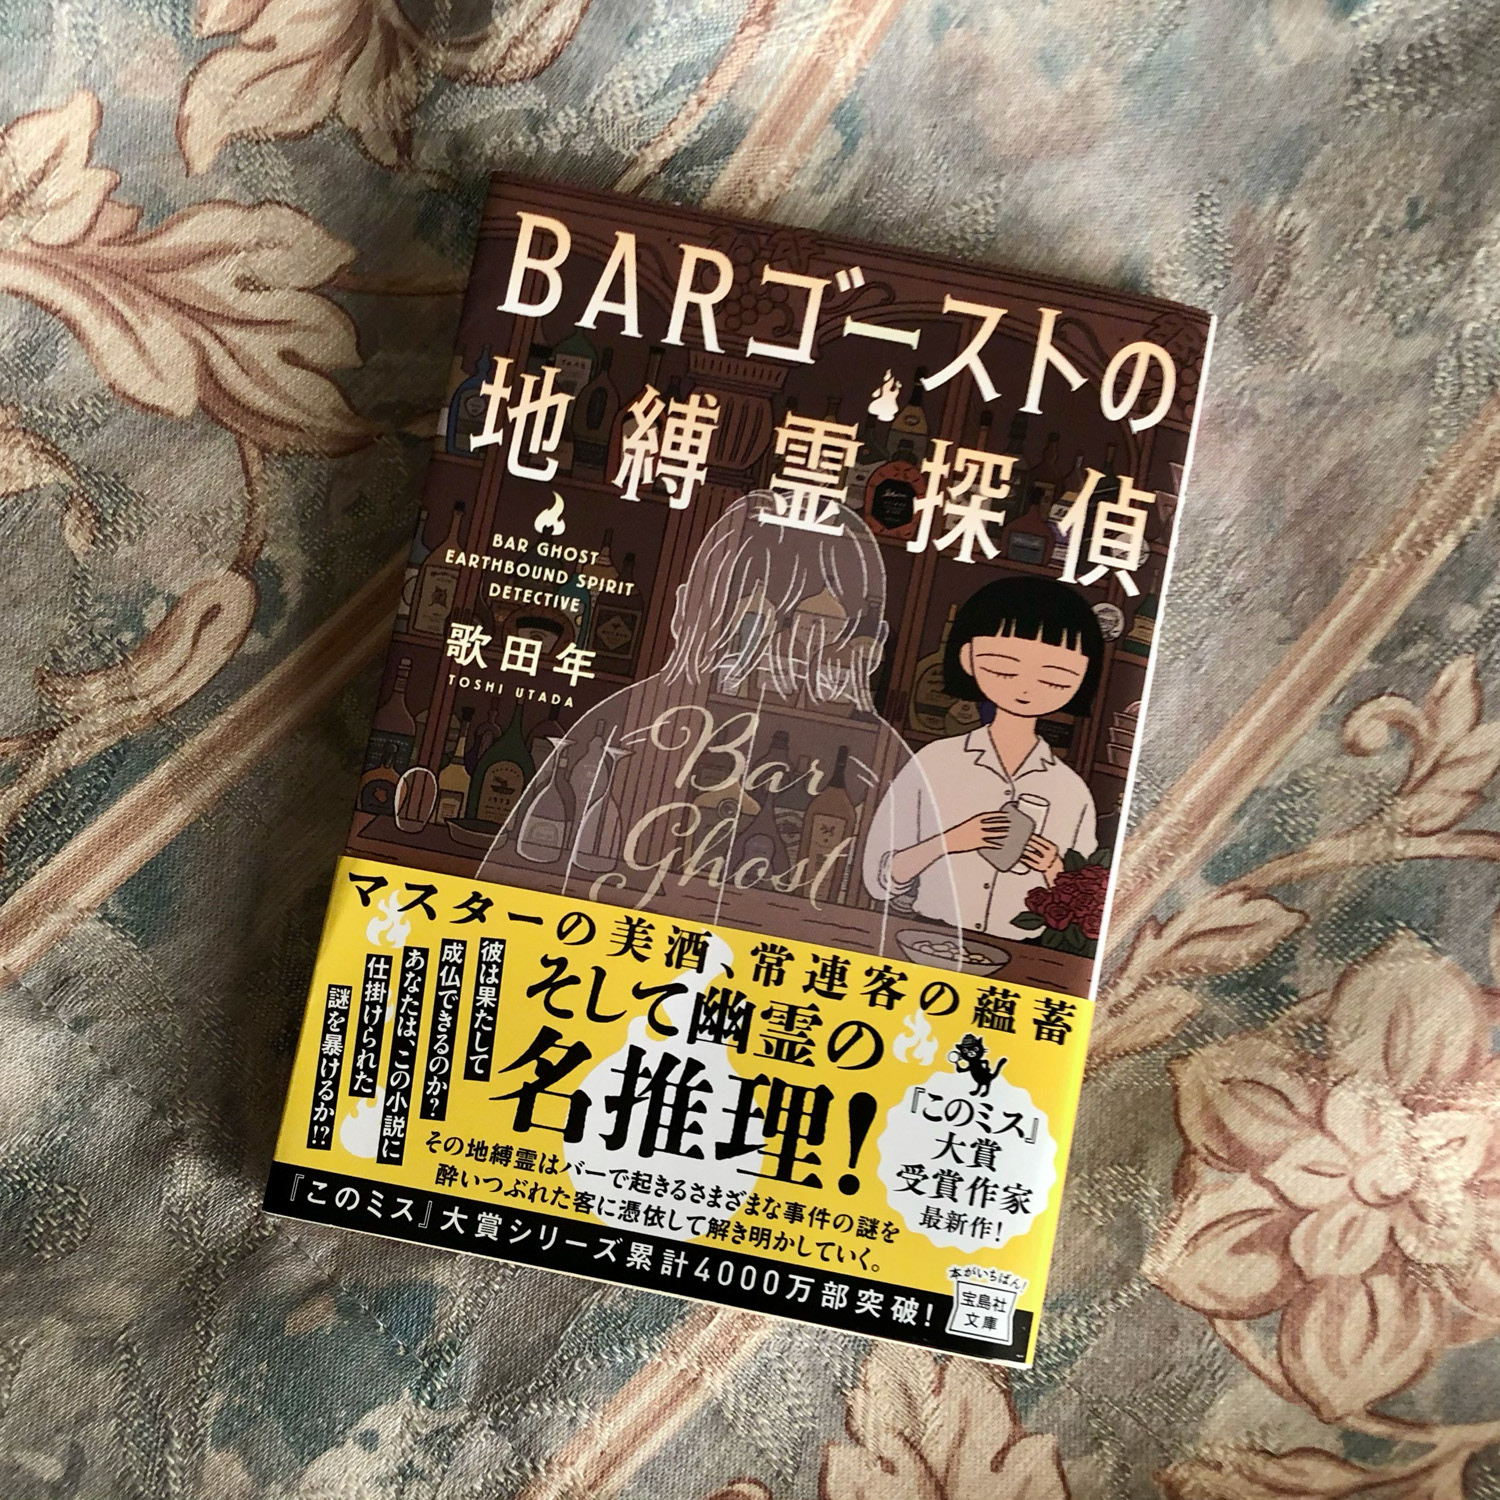 BARゴーストの
地縛霊探偵
BAR GHOST
EARTHBOUND SPIRIT
DETECTIVE
歌田年
TOSHI UTADA
Bar
Ghost
マスターの美酒、常連客の蘊蓄
そして幽霊の
名推理!
彼は果たして
成仏できるのか?
あなたは、この小説に
仕掛けられた
謎を暴けるか!?
その地縛霊はバーで起きるさまざまな事件の謎を
酔いつぶれた客に憑依して解き明かしていく。
『このミス』
大賞
受賞作家
最新作!
『このミス』大賞シリーズ累計4000万部突破!
本がいちばん!
宝島社
文庫